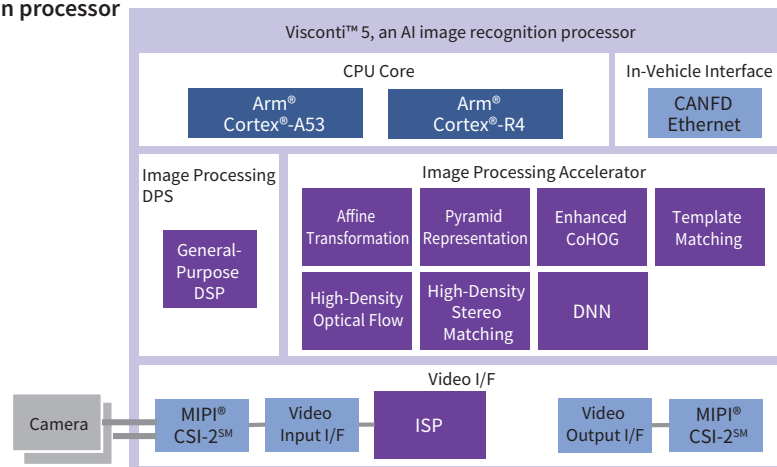 n processor
Visconti™ 5, an AI image recognition processor
CPU Core
Arm®
Cortex®-A53
Arm®
Cortex®-R4
In-Vehicle Interface
CANFD
Ethernet
Image Processing
DPS
General-
Purpose
DSP
Image Processing Accelerator
Affine
Transformation
Pyramid
Representation
Enhanced
CoHOG
Template
Matching
High-Density
Optical Flow
High-Density
Stereo
Matching
DNN
Video I/F
Camera
MIPI®
CSI-2℠
Video
Input I/F
ISP
Video
Output I/F
MIPI®
CSI-2℠